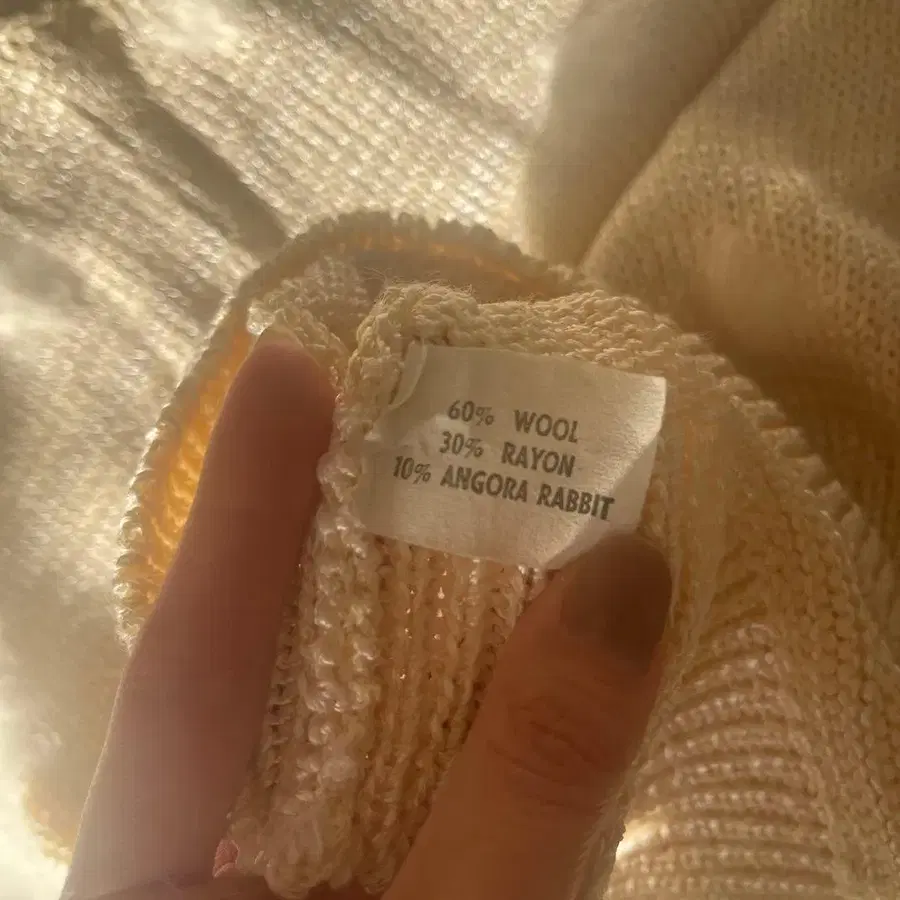 60% WOOL
30% RAYON
10% ANGORA RABBIT